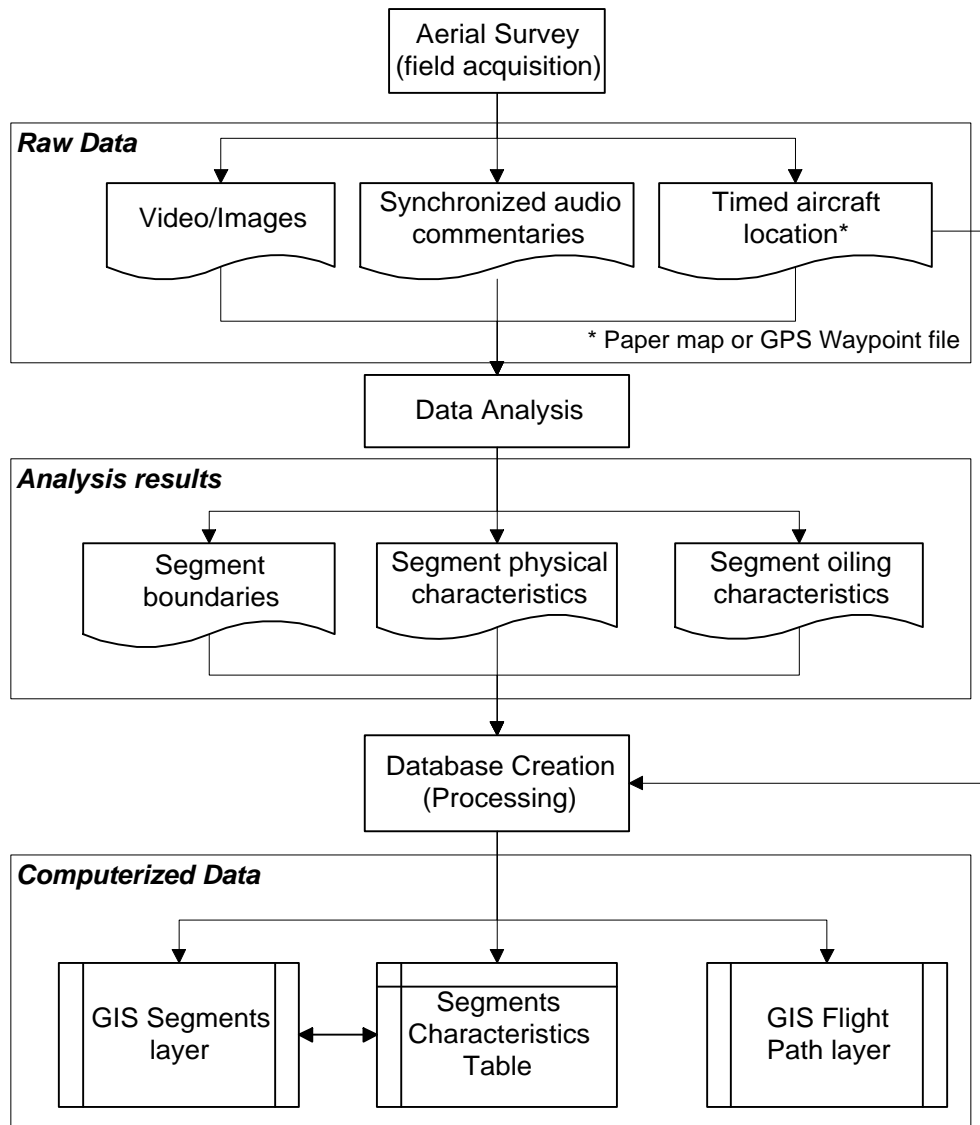 Aerial Survey
(field acquisition)
Raw Data
Video/Images
Synchronized audio
commentaries
Timed aircraft
location*
* Paper map or GPS Waypoint file
Data Analysis
Analysis results
Segment
boundaries
Segment physical
characteristics
Segment oiling
characteristics
Database Creation
(Processing)
Computerized Data
GIS Segments
layer
Segments
Characteristics
Table
GIS Flight
Path layer